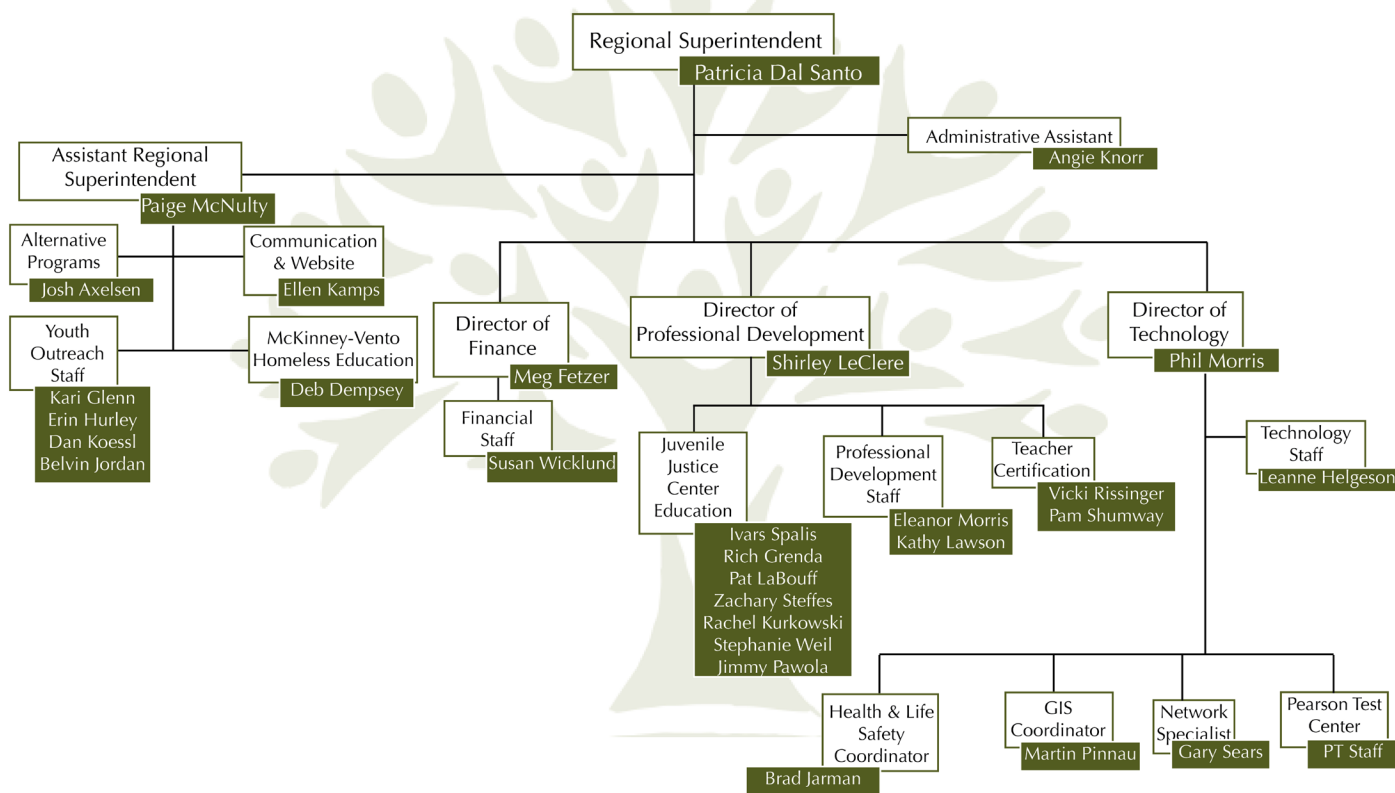 Regional Superintendent
Patricia Dal Santo
Administrative Assistant
Angie Knorr
Assistant Regional
Superintendent
Paige McNulty
Alternative
Programs
Josh Axelsen
Communication
& Website
Ellen Kamps
Youth
Outreach
Staff
Kari Glenn
Erin Hurley
Dan Koessl
Belvin Jordan
McKinney-Vento
Homeless Education
Deb Dempsey
Director of
Finance
Meg Fetzer
Financial
Staff
Susan Wicklund
Director of
Professional Development
Shirley LeClere
Juvenile
Justice
Center
Education
Ivars Spalis
Rich Grenda
Pat LaBouff
Zachary Steffes
Rachel Kurkowski
Stephanie Weil
Jimmy Pawola
Professional
Development
Staff
Eleanor Morris
Kathy Lawson
Teacher
Certification
Vicki Rissinger
Pam Shumway
Director of
Technology
Phil Morris
Technology
Staff
Leanne Helgeson
Health & Life
Safety
Coordinator
Brad Jarman
GIS
Coordinator
Martin Pinnau
Network
Specialist
Gary Sears
Pearson Test
Center
PT Staff